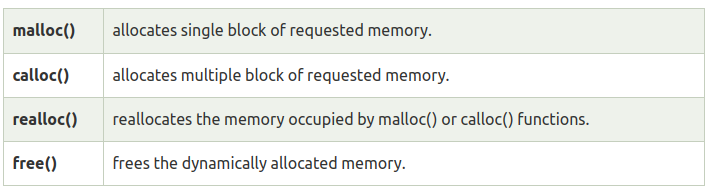 malloc() allocates single block of requested memory.
calloc() allocates multiple block of requested memory.
realloc() reallocates the memory occupied by malloc() or calloc() functions.
free() frees the dynamically allocated memory.